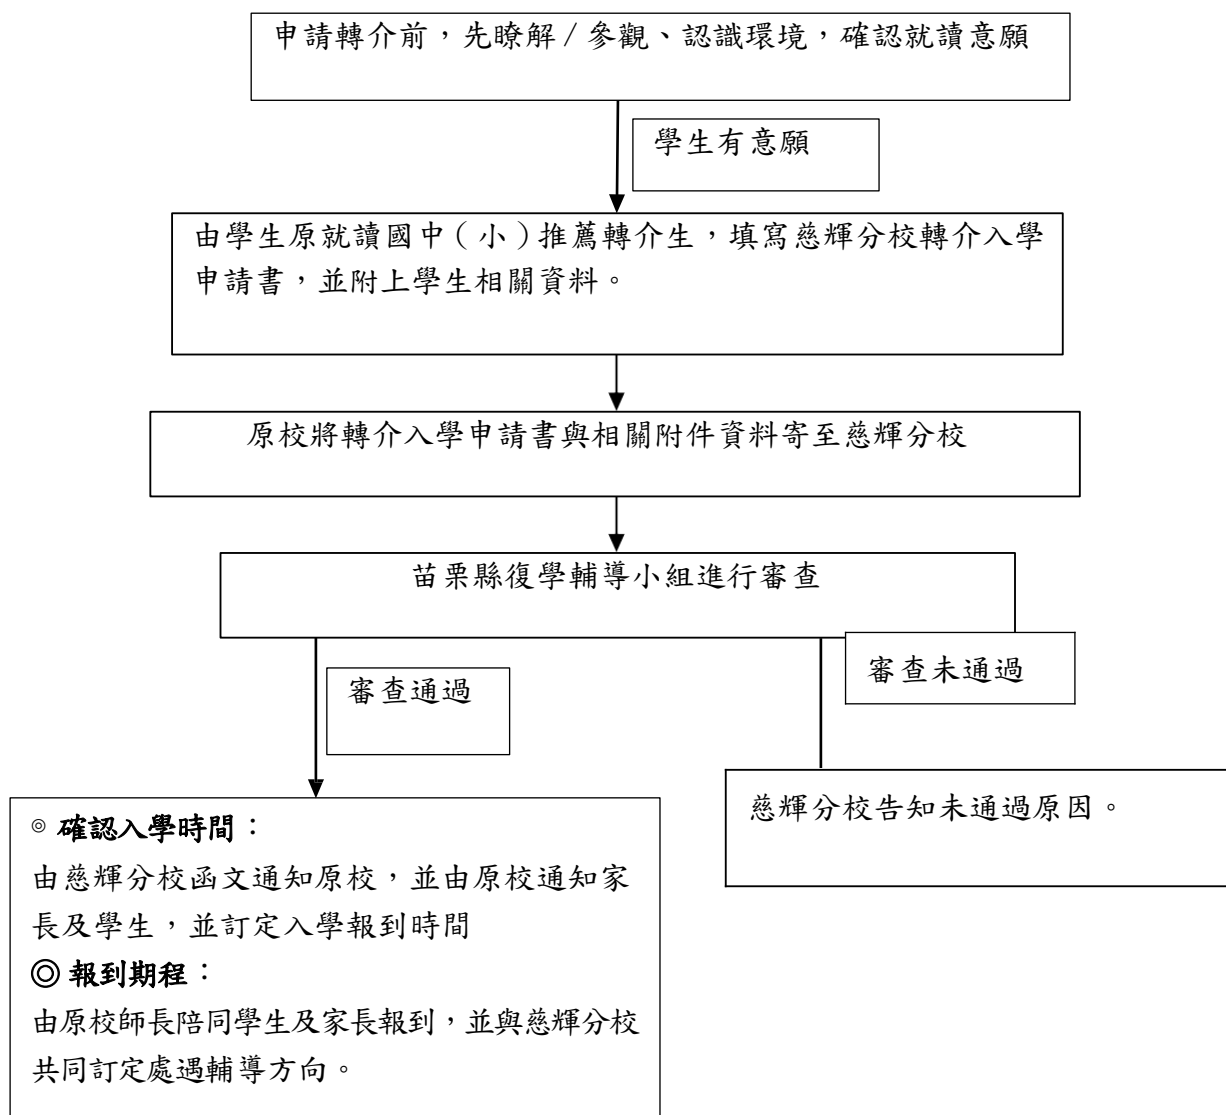 申請轉介前，先瞭解/參觀、認識環境，確認就讀意願
學生有意願
由學生原就讀國中(小)推薦轉介生，填寫慈輝分校轉介入學
申請書，並附上學生相關資料。
原校將轉介入學申請書與相關附件資料寄至慈輝分校
苗栗縣復學輔導小組進行審查
審查通過
審查未通過
◎ 確認入學時間：
由慈輝分校函文通知原校，並由原校通知家
長及學生，並訂定入學報到時間
◎ 報到期程：
由原校師長陪同學生及家長報到，並與慈輝分校
共同訂定處遇輔導方向。
慈輝分校告知未通過原因。